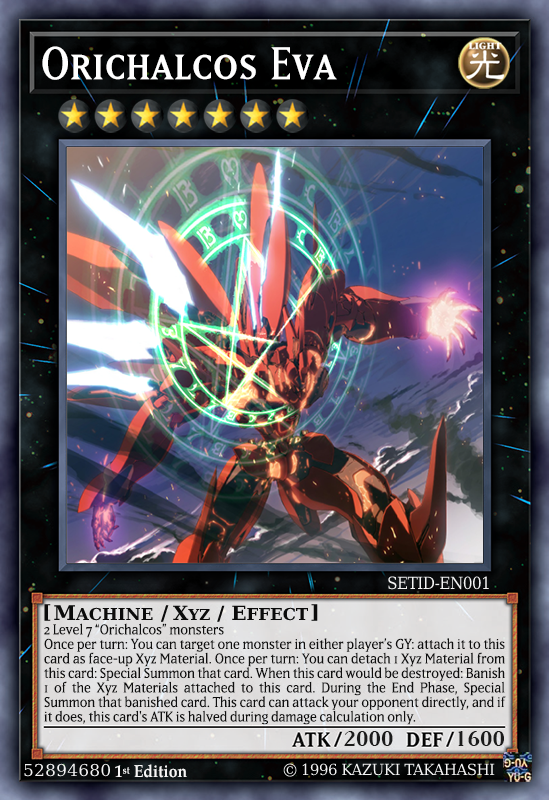 Orichalcos Eva
LIGHT
光
SETID-EN001
[Machine / Xyz / Effect]
2 Level 7 “Orichalcos” monsters
Once per turn: You can target one monster in either player’s GY: attach it to this
card as face-up Xyz Material. Once per turn: You can detach 1 Xyz Material from
this card: Special Summon that card. When this card would be destroyed: Banish
1 of the Xyz Materials attached to this card. During the End Phase, Special
Summon that banished card. This card can attack your opponent directly, and if
it does, this card’s ATK is halved during damage calculation only.
ATK/2000 DEF/1600
52894680 1st Edition © 1996 KAZUKI TAKAHASHI